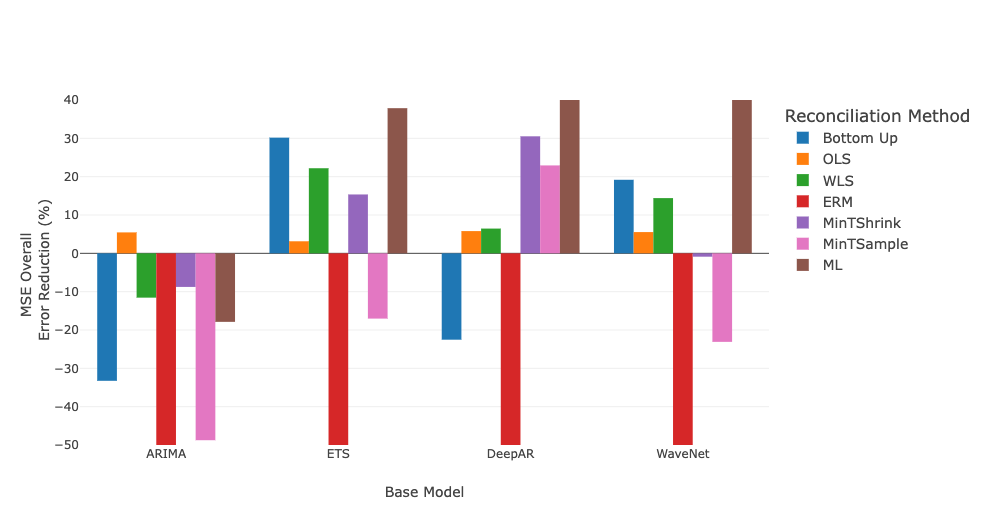 40
30
20
10
0
−10
−20
−30
−40
−50
MSE Overall
Error Reduction (%)
ARIMA
ETS
DeepAR
WaveNet
Base Model
Reconciliation Method
Bottom Up
OLS
WLS
ERM
MinTShrink
MinTSample
ML